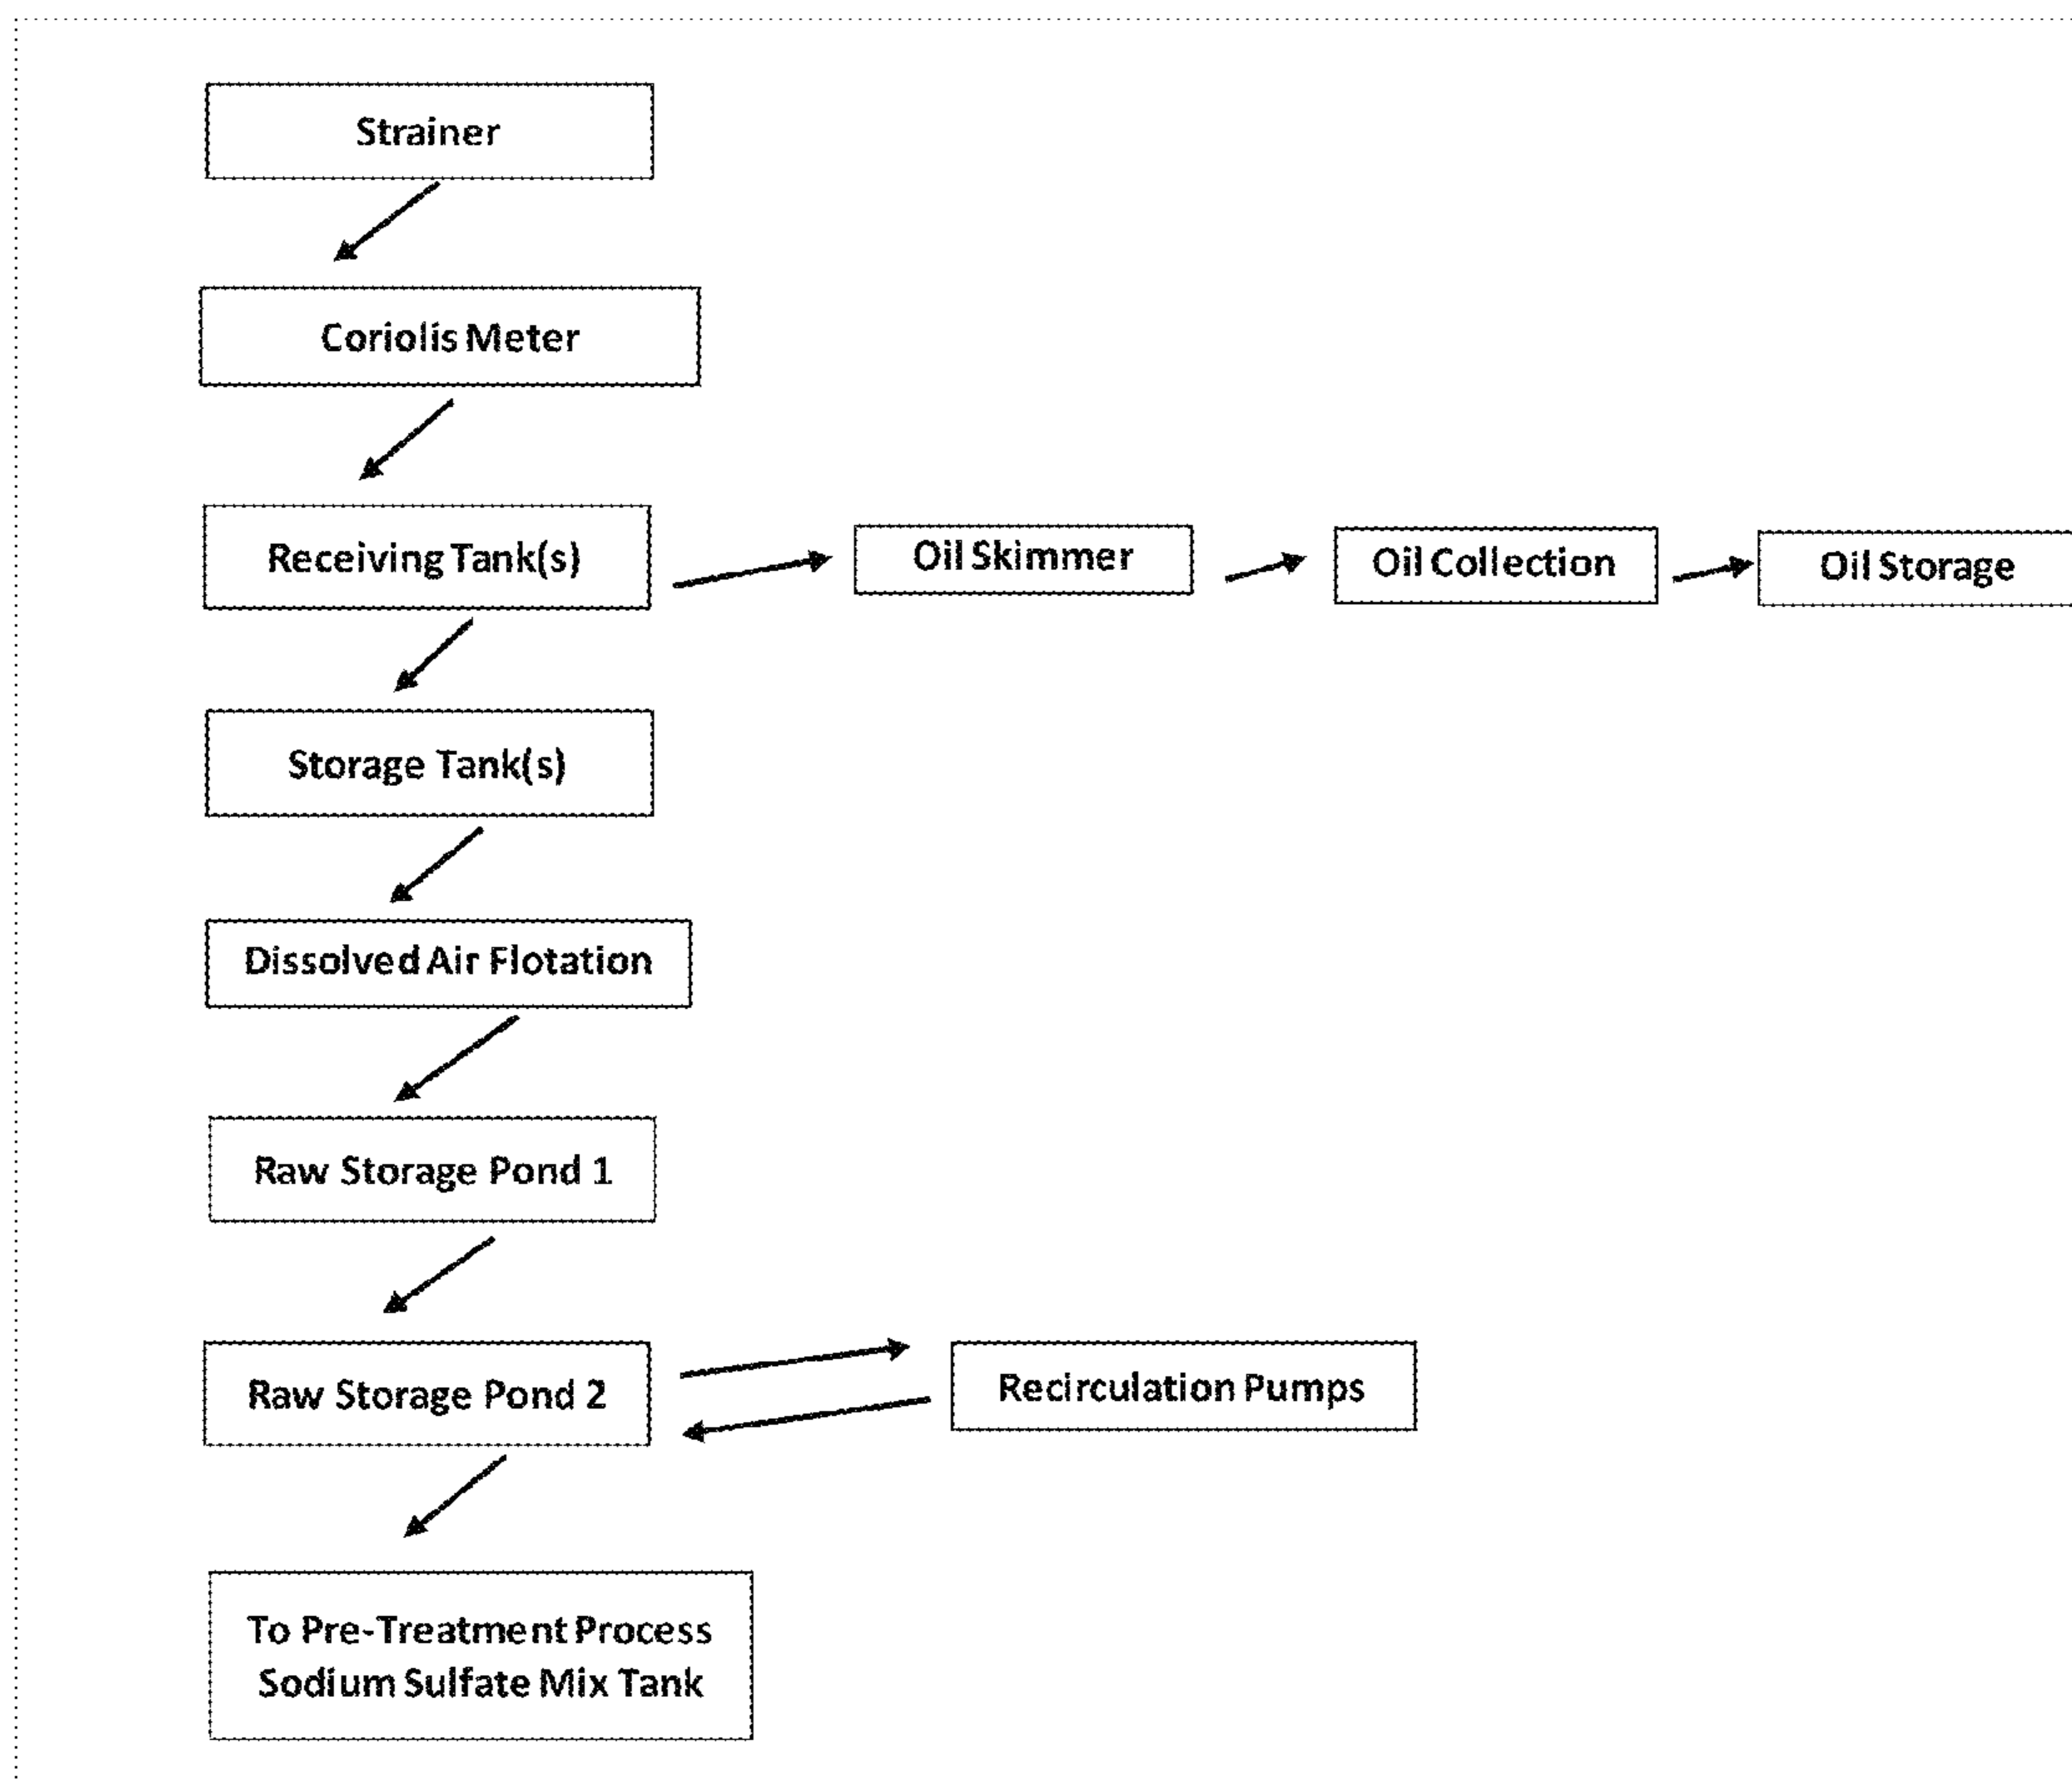 Strainer
Coriolis Meter
Receiving Tank(s)
Oil Skimmer
Oil Collection
Oil Storage
Storage Tank(s)
Dissolved Air Flotation
Raw Storage Pond 1
Raw Storage Pond 2
Recirculation Pumps
To Pre-Treatment Process
Sodium Sulfate Mix Tank